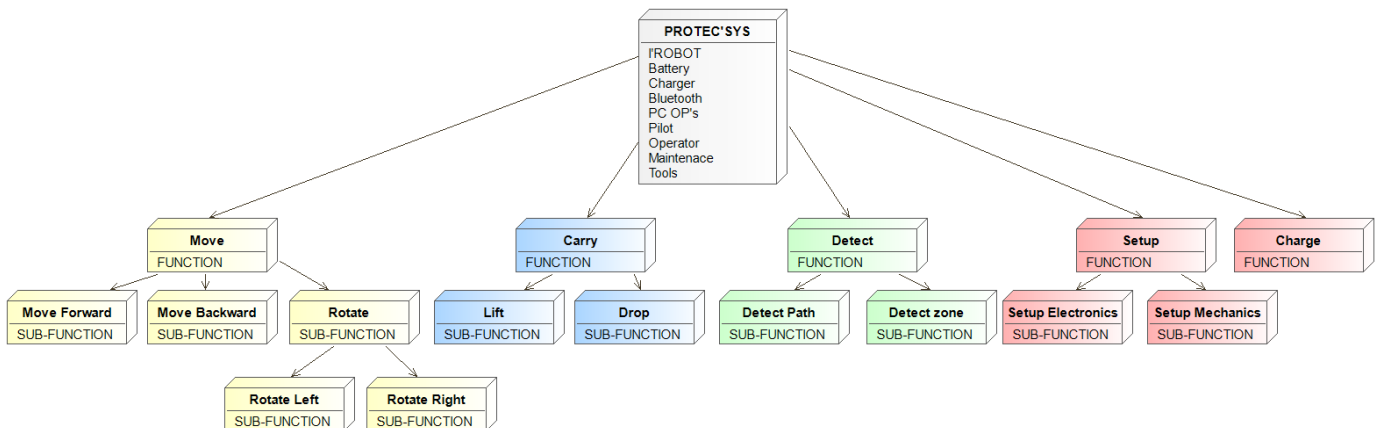 PROTEC'SYS
I'ROBOT
Battery
Charger
Bluetooth
PC OP's
Pilot
Operator
Maintenace
Tools
Move
FUNCTION
Carry
FUNCTION
Detect
FUNCTION
Setup
FUNCTION
Charge
FUNCTION
Move Forward
SUB-FUNCTION
Move Backward
SUB-FUNCTION
Rotate
SUB-FUNCTION
Lift
SUB-FUNCTION
Drop
SUB-FUNCTION
Detect Path
SUB-FUNCTION
Detect zone
SUB-FUNCTION
Setup Electronics
SUB-FUNCTION
Setup Mechanics
SUB-FUNCTION
Rotate Left
SUB-FUNCTION
Rotate Right
SUB-FUNCTION